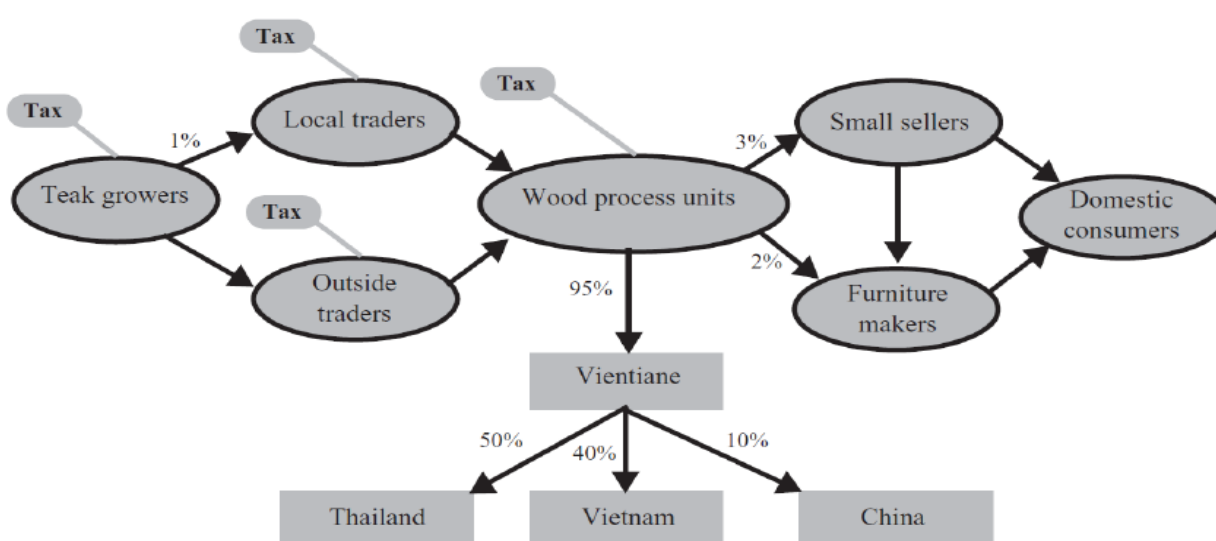 Tax
Tax
Tax
Local traders
Small sellers
Tax
1%
3%
Teak growers
Wood process units
Domestic
consumers
Tax
2%
Outside
traders
95%
Furniture
makers
Vientiane
50%
40%
10%
Thailand
Vietnam
China